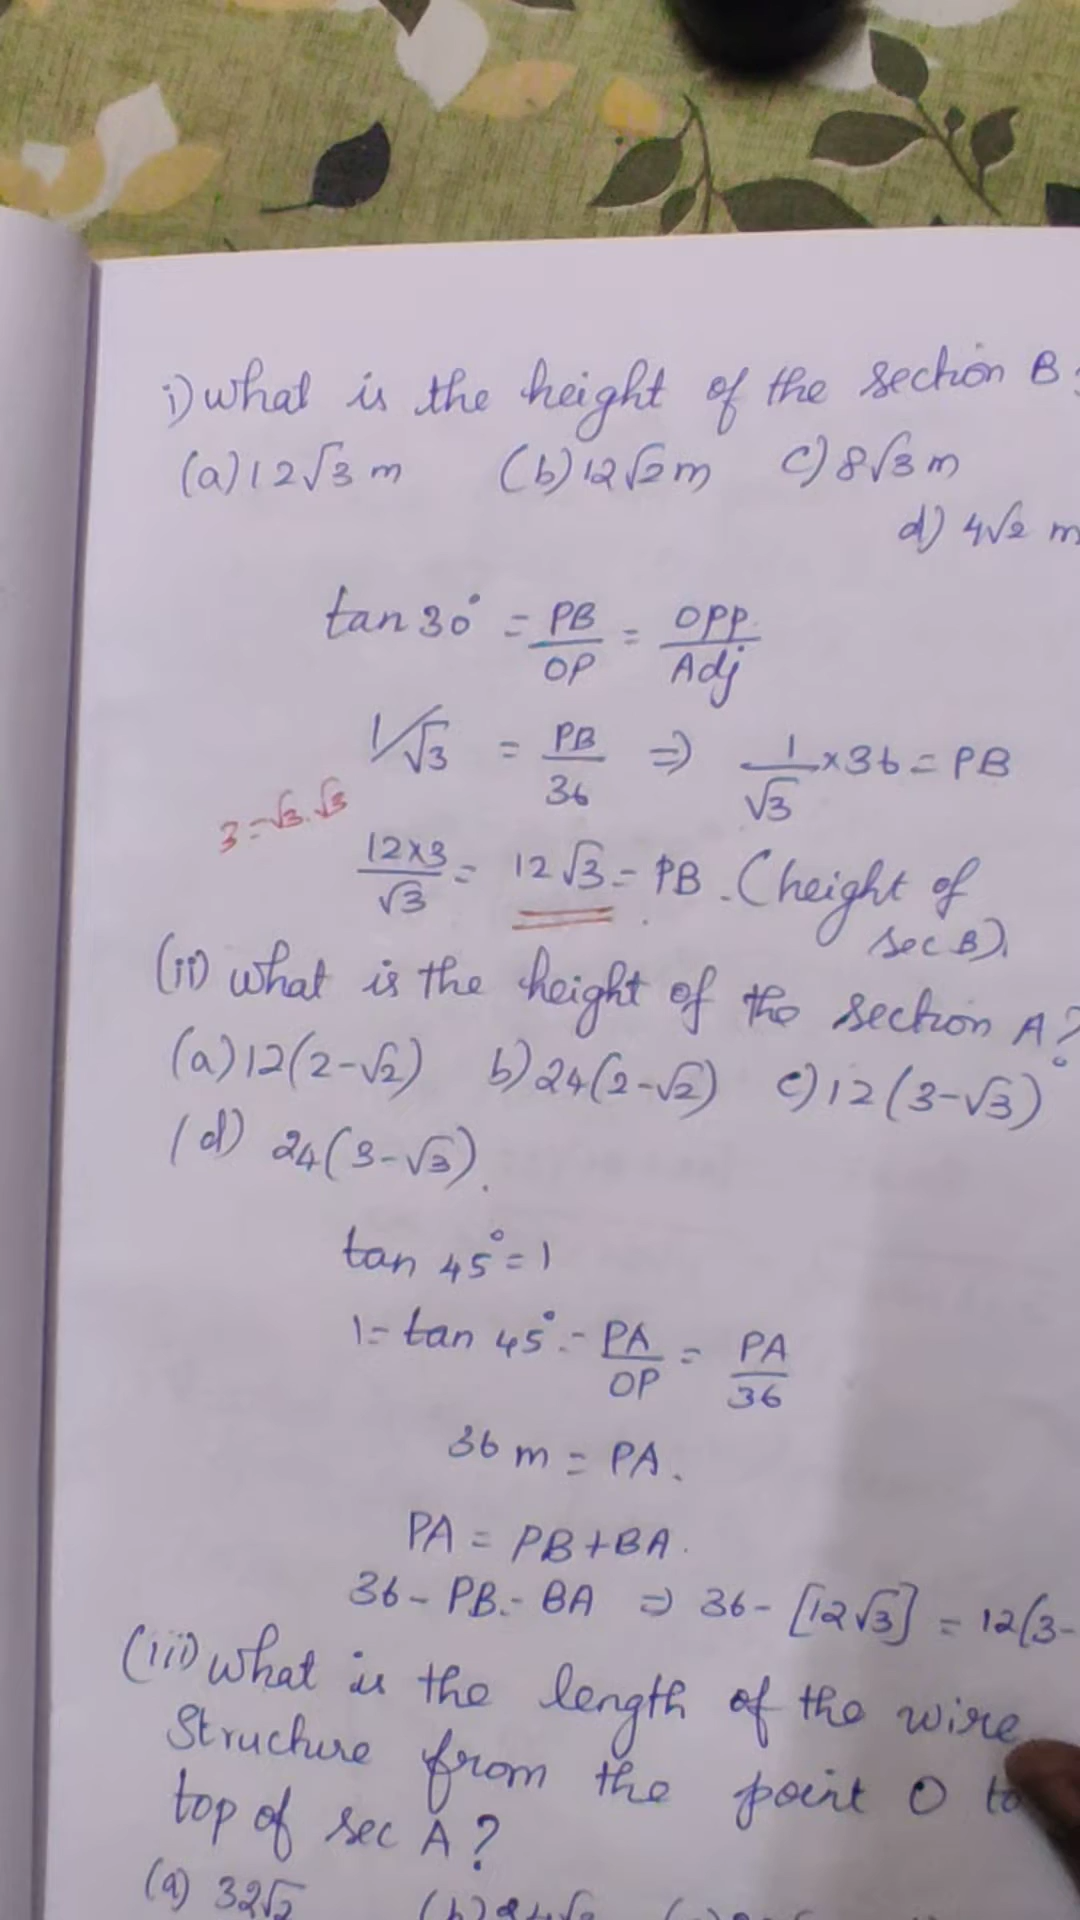 i) what is the height of the section B
(a) 12√3 m (b) 12√2 m c) 8√3 m
d) 4√2 m
tan 30° = PB/OP = OPP./Adj
1/√3 = PB/36 ⇒ 1/√3 × 36 = PB
3=√3.√3
12×3/√3 = 12√3 = PB. (height of
sec B).
(ii) what is the height of the section A?
(a) 12(2-√2) b) 24(2-√2) c) 12(3-√3)
(d) 24(3-√3).
tan 45° = 1
1 = tan 45° = PA/OP = PA/36
36 m = PA.
PA = PB+BA.
36 - PB = BA ⇒ 36 - [12√3] = 12(3-
(iii) what is the length of the wire
Structure from the point O to
top of sec A?
(a) 32√2 (b) 24√2